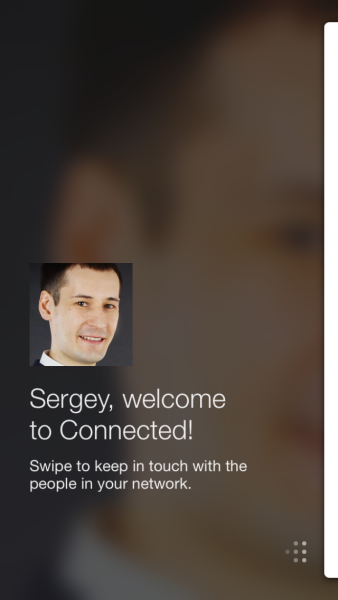 Sergey, welcome
to Connected!
Swipe to keep in touch with the
people in your network.